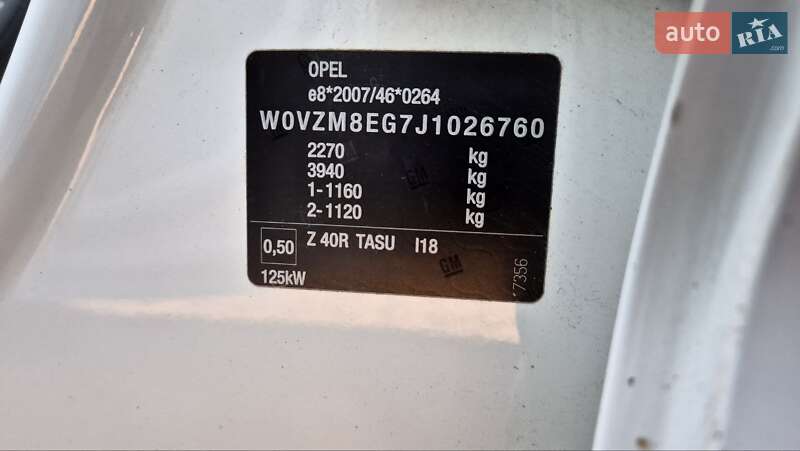 auto RIA.com
OPEL
e8*2007/46*0264
W0VZM8EG7J1026760
2270 kg
3940 kg
1-1160 kg
2-1120 kg
0,50 Z 40R TASU I18
125kW
GM
GM
*7356